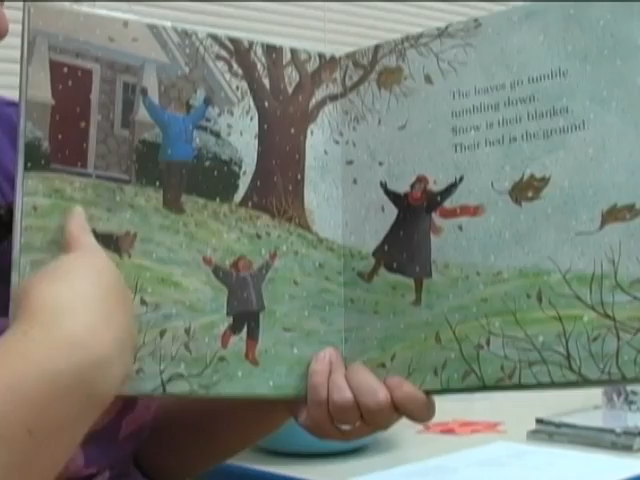 The leaves go tumble,
tumbling down.
Snow is their blanket.
Their bed is the ground.